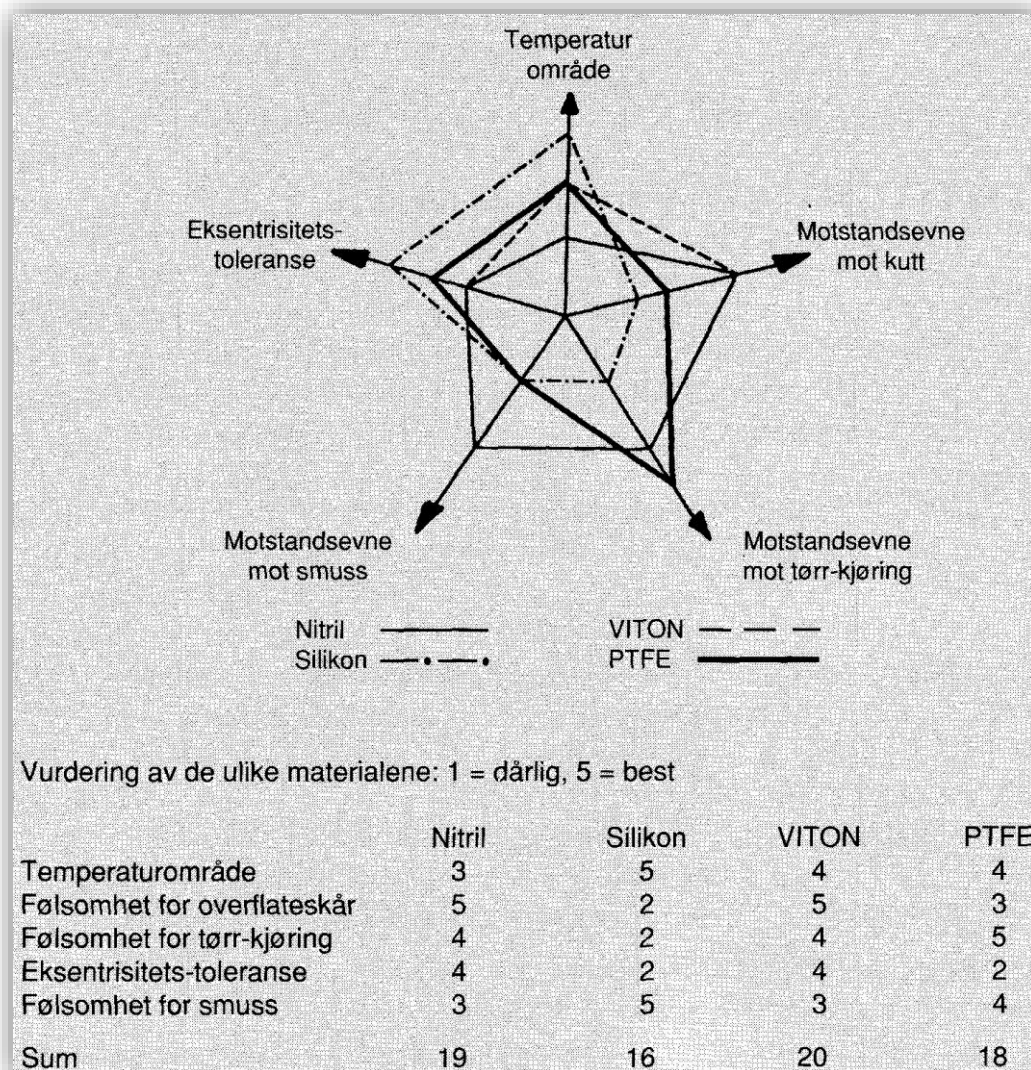 Temperatur
område
Eksentrisitets-
toleranse
Motstandsevne
mot kutt
Motstandsevne
mot smuss
Motstandsevne
mot tørr-kjøring
Nitril
VITON
Silikon
PTFE
Vurdering av de ulike materialene: 1 = dårlig, 5 = best
Nitril Silikon VITON PTFE
Temperaturområde 3 5 4 4
Følsomhet for overflateskår 5 2 5 3
Følsomhet for tørr-kjøring 4 2 4 5
Eksentrisitets-toleranse 4 2 4 2
Følsomhet for smuss 3 5 3 4
Sum 19 16 20 18